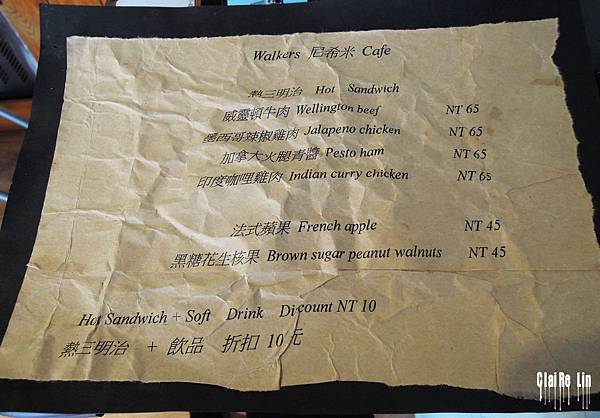 Walkers 尼希米 Cafe
熱三明治 Hot Sandwich
威靈頓牛肉 Wellington beef NT 65
墨西哥辣椒雞肉 Jalapeno chicken NT 65
加拿大火腿青醬 Pesto ham NT 65
印度咖哩雞肉 Indian curry chicken NT 65
法式蘋果 French apple NT 45
黑糖花生核果 Brown sugar peanut walnuts NT 45
Hot Sandwich + Soft Drink Discount NT 10
熱三明治 + 飲品 折扣 10 元
ClaiRe Lin